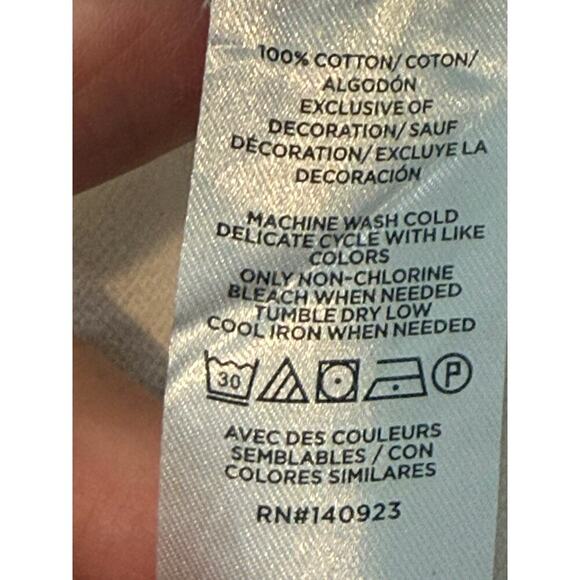 100% COTTON/ COTON/
ALGODÓN
EXCLUSIVE OF
DECORATION/ SAUF
DÉCORATION/ EXCLUYE LA
DECORACIÓN
MACHINE WASH COLD
DELICATE CYCLE WITH LIKE
COLORS
ONLY NON-CHLORINE
BLEACH WHEN NEEDED
TUMBLE DRY LOW
COOL IRON WHEN NEEDED
30 P
AVEC DES COULEURS
SEMBLABLES / CON
COLORES SIMILARES
RN#140923